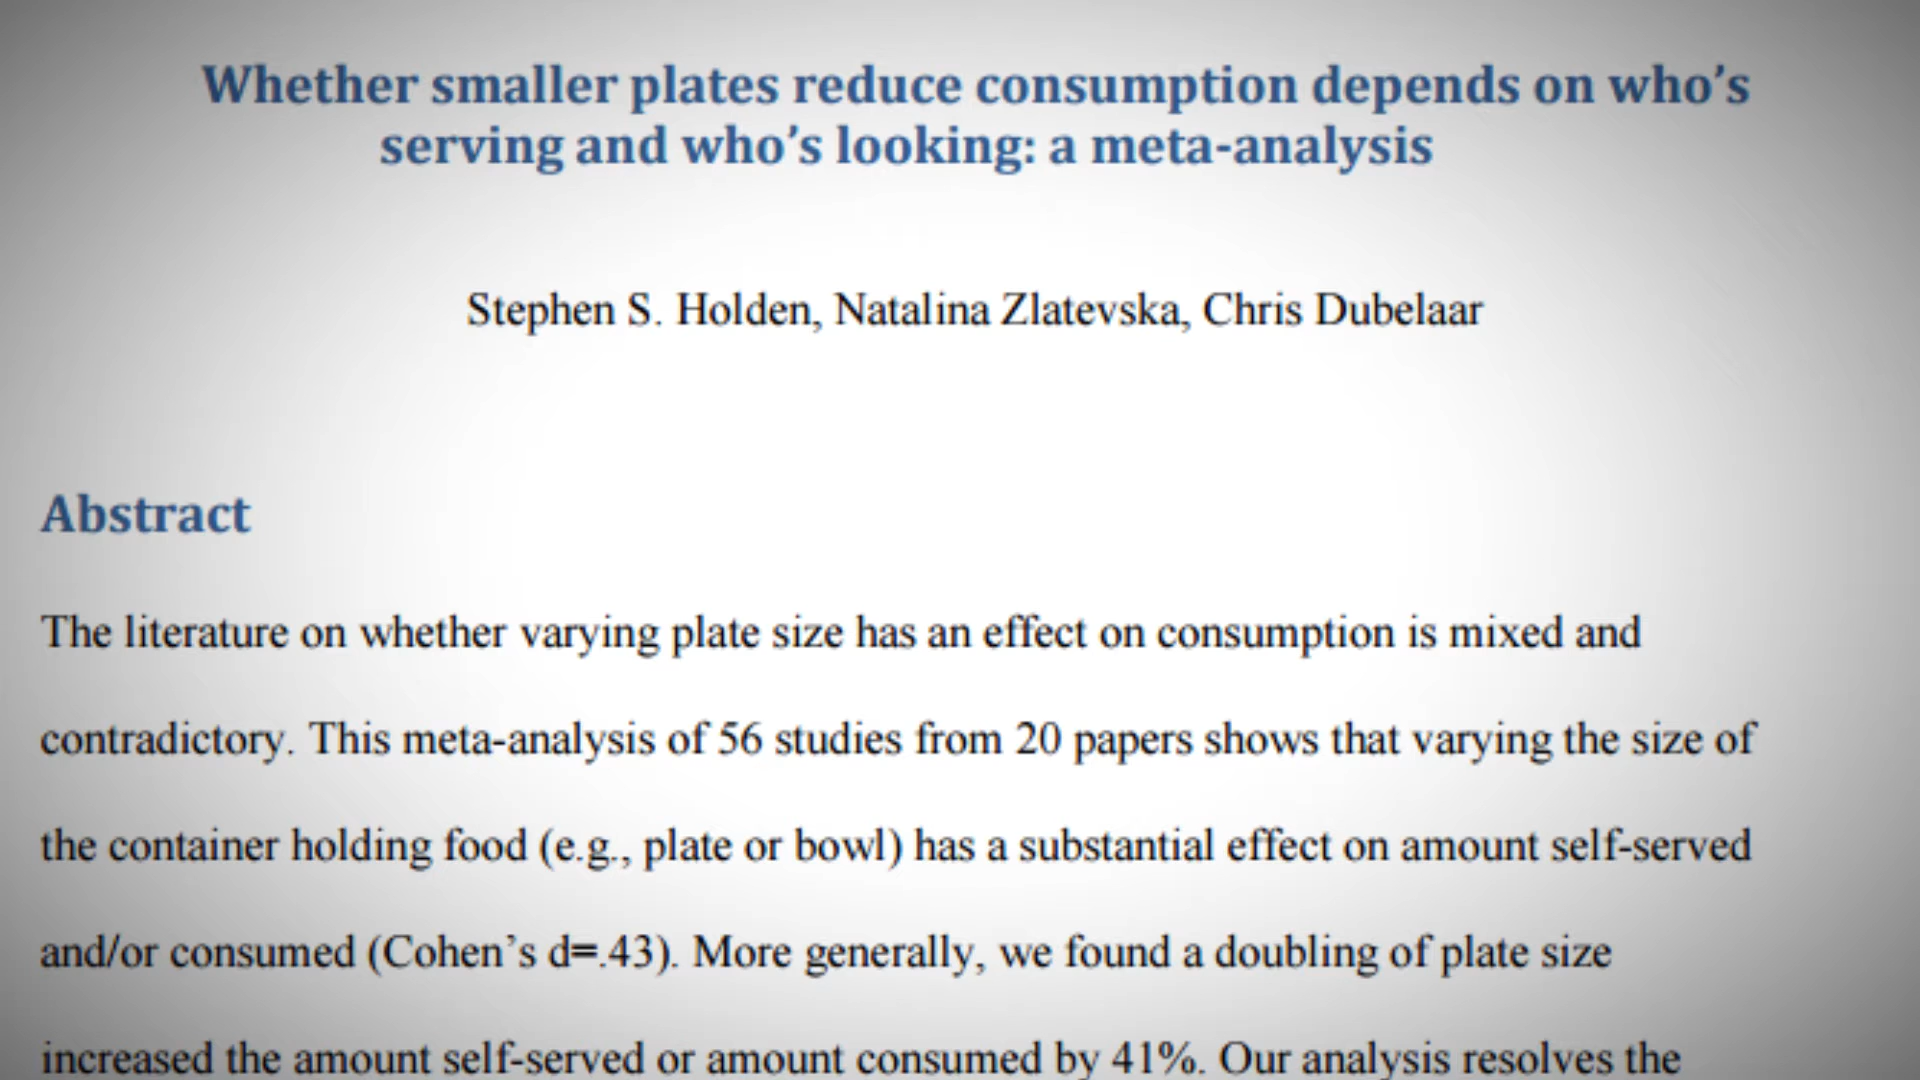 Whether smaller plates reduce consumption depends on who’s
serving and who’s looking: a meta-analysis
Stephen S. Holden, Natalina Zlatevska, Chris Dubelaar
Abstract
The literature on whether varying plate size has an effect on consumption is mixed and
contradictory. This meta-analysis of 56 studies from 20 papers shows that varying the size of
the container holding food (e.g., plate or bowl) has a substantial effect on amount self-served
and/or consumed (Cohen’s d=.43). More generally, we found a doubling of plate size
increased the amount self-served or amount consumed by 41%. Our analysis resolves the